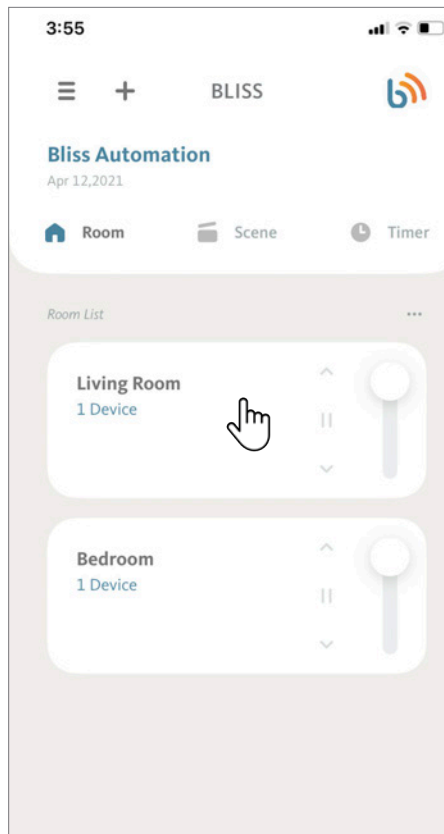 3:55
BLISS
Bliss Automation
Apr 12,2021
Room Scene Timer
Room List
Living Room
1 Device
Bedroom
1 Device